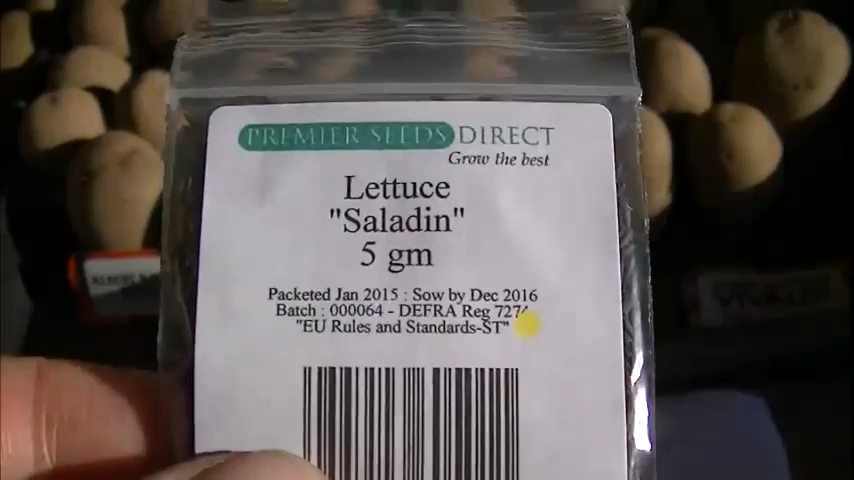 PREMIER SEEDS DIRECT
Grow the best
Lettuce
"Saladin"
5 gm
Packeted Jan 2015 : Sow by Dec 2016
Batch : 000064 - DEFRA Reg
"EU Rules and Standards-ST"